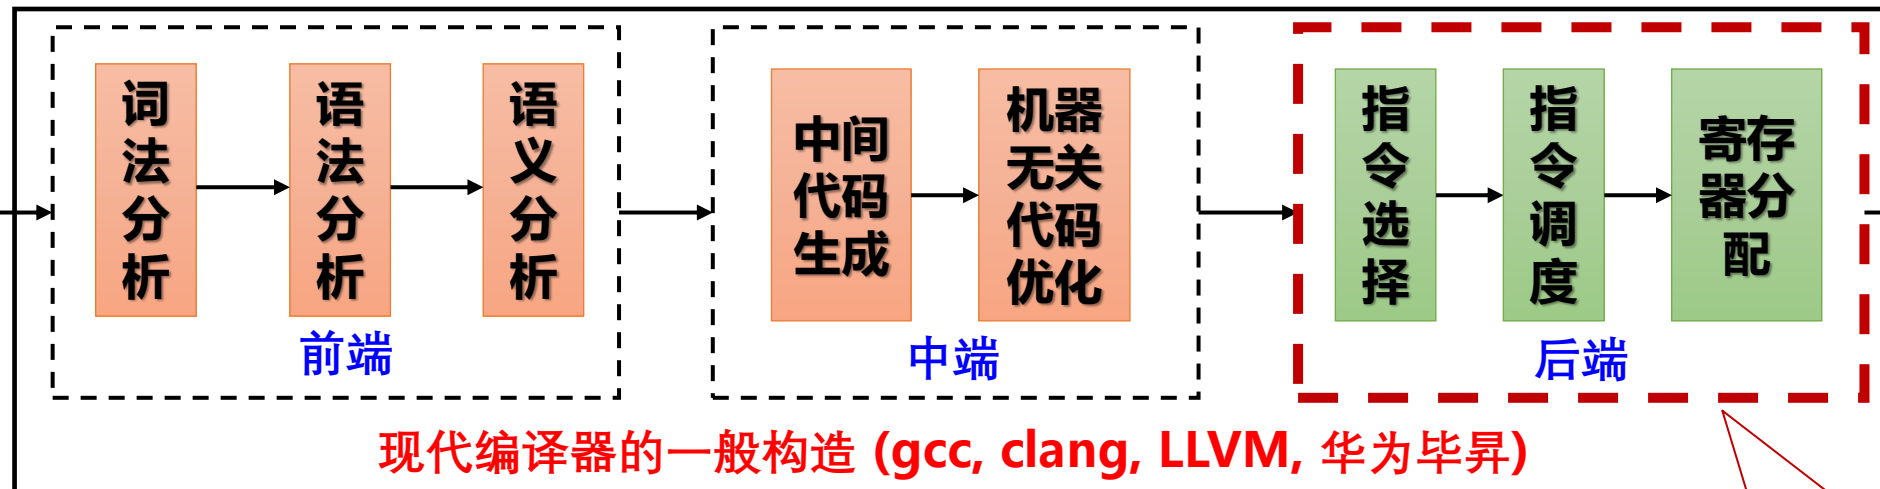 词
法
分
析
语
法
分
析
语
义
分
析
前端
中间
代码
生成
机器
无关
代码
优化
中端
指
令
选
择
指
令
调
度
寄存
器分
配
后端
现代编译器的一般构造 (gcc, clang, LLVM, 华为毕昇)